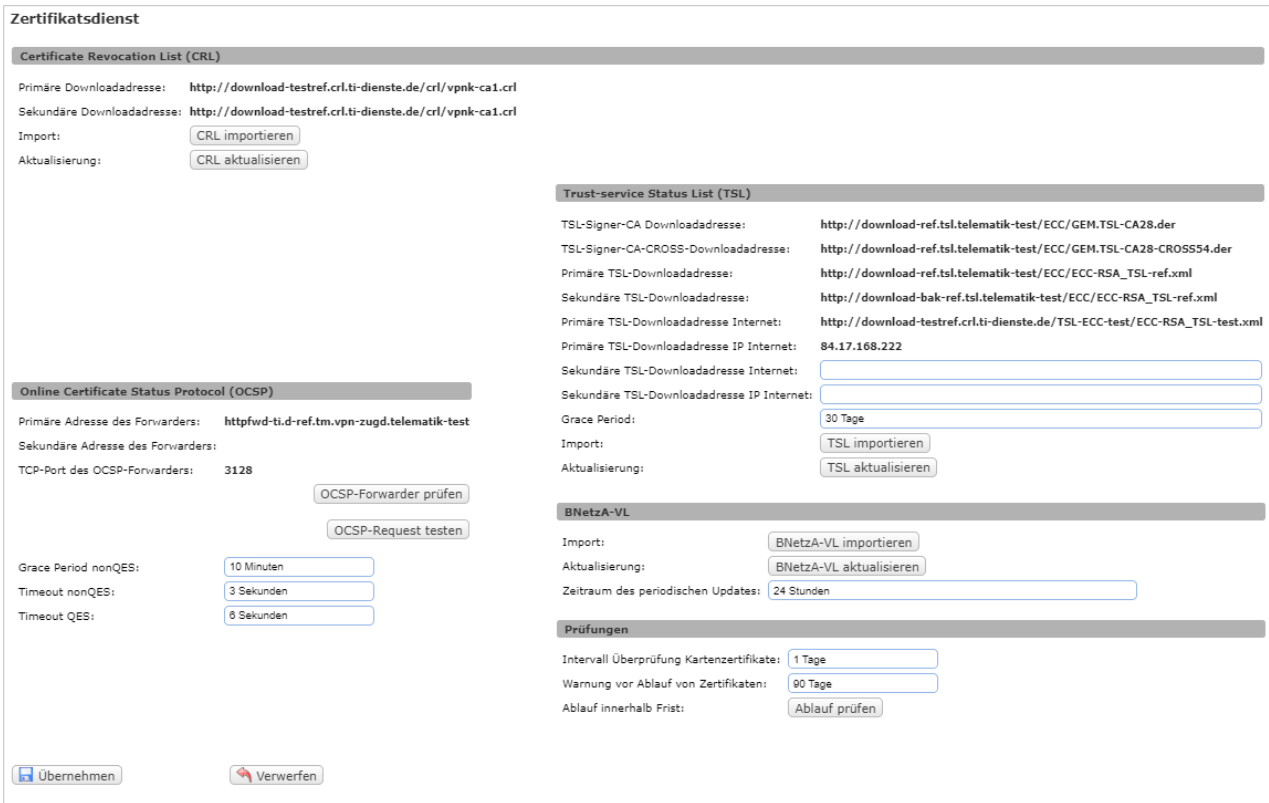 Zertifikatsdienst
Certificate Revocation List (CRL)
Primäre Downloadadresse: http://download-testref.crl.ti-dienste.de/crl/vpnk-ca1.crl
Sekundäre Downloadadresse: http://download-testref.crl.ti-dienste.de/crl/vpnk-ca1.crl
Import: CRL importieren
Aktualisierung: CRL aktualisieren
Trust-service Status List (TSL)
TSL-Signer-CA Downloadadresse: http://download-ref.tsl.telematik-test/ECC/GEM.TSL-CA28.der
TSL-Signer-CA-CROSS-Downloadadresse: http://download-ref.tsl.telematik-test/ECC/GEM.TSL-CA28-CROSS54.der
Primäre TSL-Downloadadresse: http://download-ref.tsl.telematik-test/ECC/ECC-RSA_TSL-ref.xml
Sekundäre TSL-Downloadadresse: http://download-bak-ref.tsl.telematik-test/ECC/ECC-RSA_TSL-ref.xml
Primäre TSL-Downloadadresse Internet: http://download-testref.crl.ti-dienste.de/TSL-ECC-test/ECC-RSA_TSL-test.xml
Primäre TSL-Downloadadresse IP Internet: 84.17.168.222
Sekundäre TSL-Downloadadresse Internet:
Sekundäre TSL-Downloadadresse IP Internet:
Grace Period: 30 Tage
Import: TSL importieren
Aktualisierung: TSL aktualisieren
Online Certificate Status Protocol (OCSP)
Primäre Adresse des Forwarders: httpfwd-ti.d-ref.tm.vpn-zugd.telematik-test
Sekundäre Adresse des Forwarders:
TCP-Port des OCSP-Forwarders: 3128
OCSP-Forwarder prüfen
OCSP-Request testen
Grace Period nonQES: 10 Minuten
Timeout nonQES: 3 Sekunden
Timeout QES: 6 Sekunden
BNetzA-VL
Import: BNetzA-VL importieren
Aktualisierung: BNetzA-VL aktualisieren
Zeitraum des periodischen Updates: 24 Stunden
Prüfungen
Intervall Überprüfung Kartenzertifikate: 1 Tage
Warnung vor Ablauf von Zertifikaten: 90 Tage
Ablauf innerhalb Frist: Ablauf prüfen
Übernehmen
Verwerfen